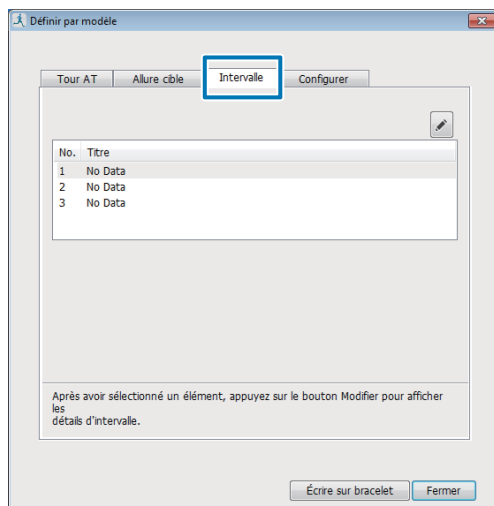 Définir par modèle
Tour AT Allure cible Intervalle Configurer
No. Titre
1 No Data
2 No Data
3 No Data
Après avoir sélectionné un élément, appuyez sur le bouton Modifier pour afficher
les
détails d'intervalle.
Écrire sur bracelet Fermer